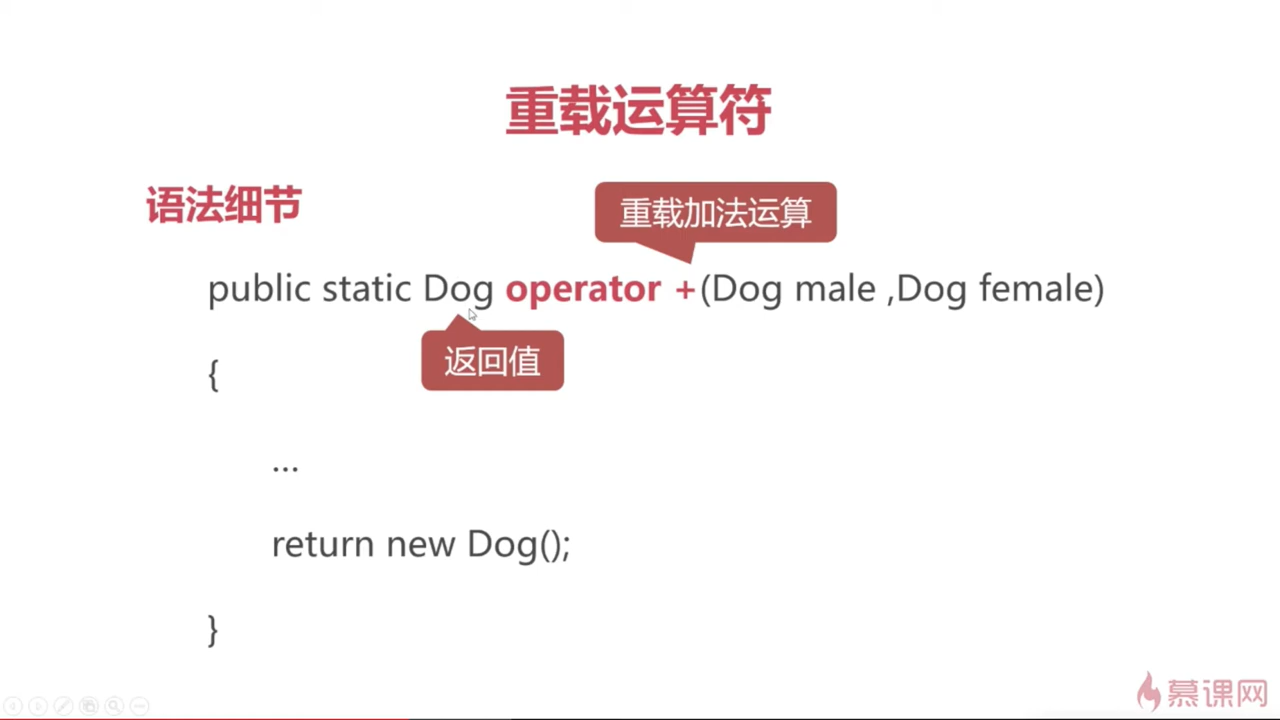 重载运算符
语法细节
重载加法运算
public static Dog operator +(Dog male ,Dog female)
返回值
{
...
return new Dog();
}
慕课网